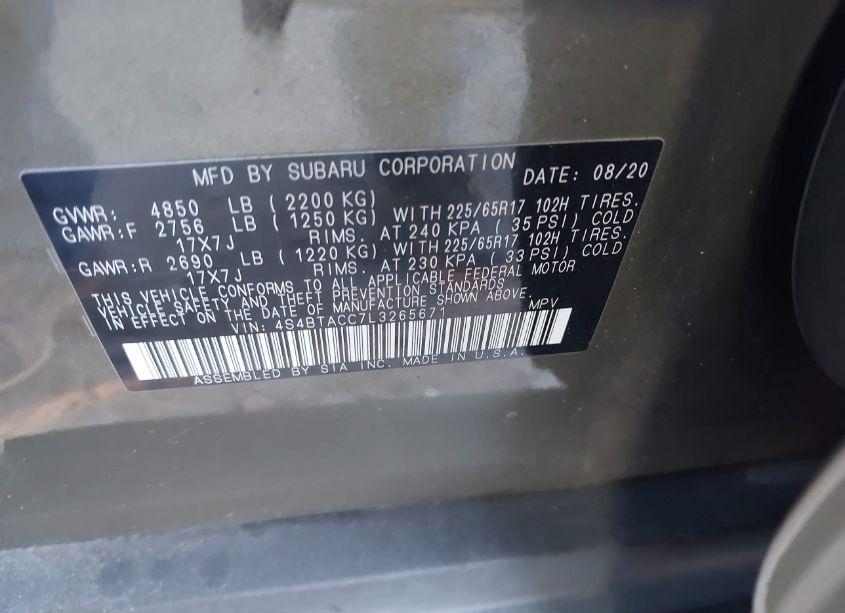 MFD BY SUBARU CORPORATION DATE: 08/20
GVWR: 4850 LB ( 2200 KG)
GAWR:F 2756 LB ( 1250 KG) WITH 225/65R17 102H TIRES.
17X7J RIMS. AT 240 KPA ( 35 PSI) COLD
GAWR:R 2690 LB ( 1220 KG) WITH 225/65R17 102H TIRES.
17X7J RIMS. AT 230 KPA ( 33 PSI) COLD
THIS VEHICLE CONFORMS TO ALL APPLICABLE FEDERAL MOTOR
VEHICLE SAFETY AND THEFT PREVENTION STANDARDS
IN EFFECT ON THE DATE OF MANUFACTURE SHOWN ABOVE.
VIN: 4S4BTACC7L3265671 MPV
ASSEMBLED BY SIA INC. MADE IN U.S.A.